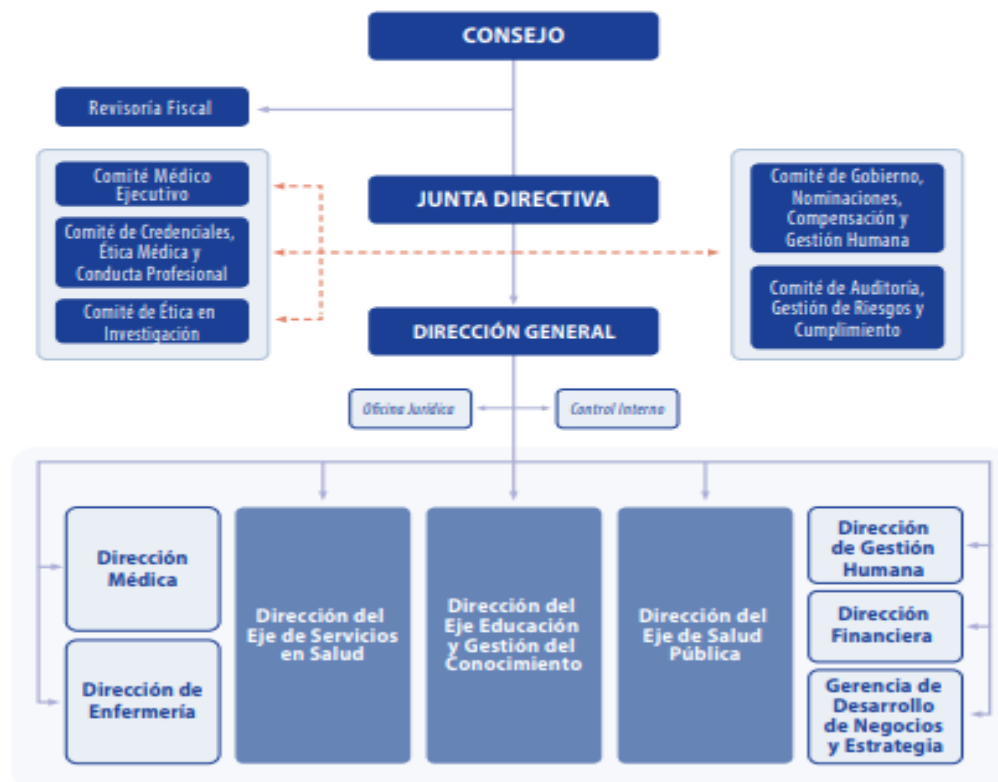 CONSEJO
Revisoría Fiscal
Comité Médico
Ejecutivo
Comité de Credenciales,
Ética Médica y
Conducta Profesional
Comité de Ética en
Investigación
JUNTA DIRECTIVA
Comité de Gobierno,
Nominaciones,
Compensación y
Gestión Humana
Comité de Auditoría,
Gestión de Riesgos y
Cumplimiento
DIRECCIÓN GENERAL
Oficina Jurídica
Control Interno
Dirección
Médica
Dirección de
Enfermería
Dirección del
Eje de Servicios
en Salud
Dirección del
Eje Educación
y Gestión del
Conocimiento
Dirección del
Eje de Salud
Pública
Dirección
de Gestión
Humana
Dirección
Financiera
Gerencia de
Desarrollo
de Negocios
y Estrategia